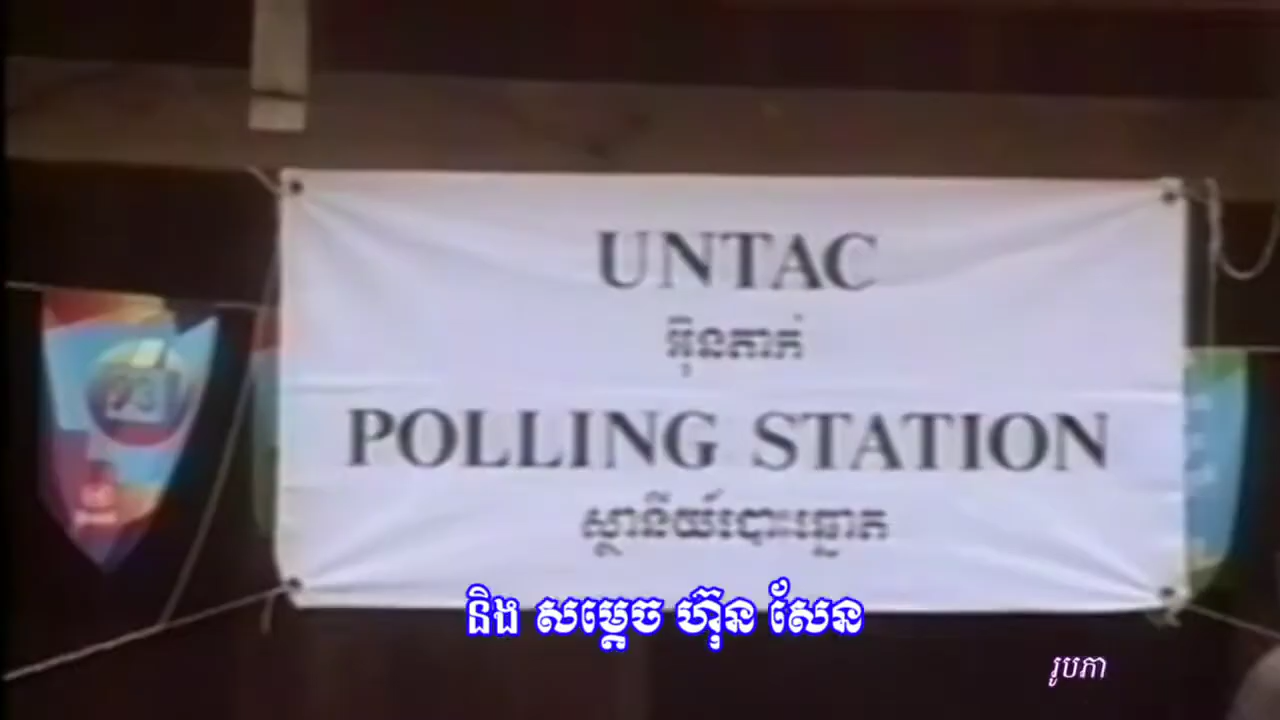 UNTAC
អ៊ុនតាក់
POLLING STATION
ស្ថានីយ៍បោះឆ្នោត
និង សម្តេច ហ៊ុន សែន
រូបភា